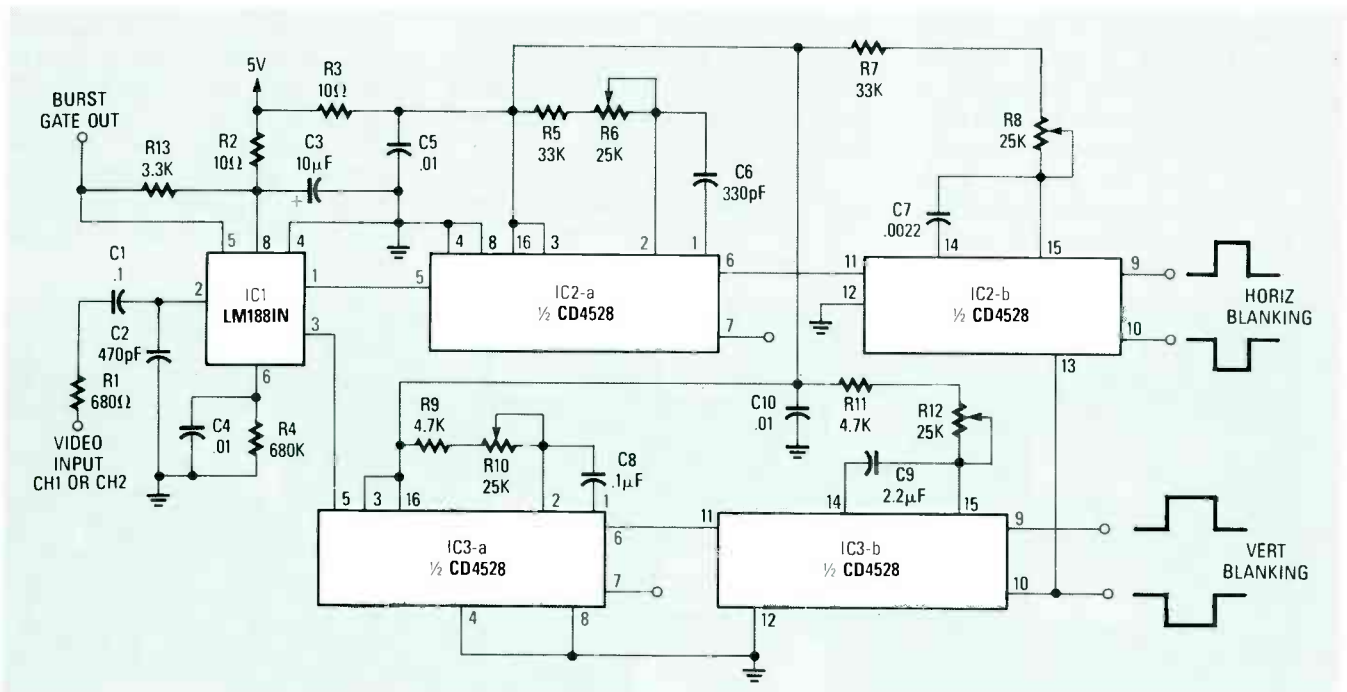 5V
R3
10Ω
BURST
GATE OUT
R13
3.3K
R2
10Ω
C3
10µF
+
C5
.01
R5
33K
R6
25K
C6
330pF
R7
33K
R8
25K
C7
.0022
C1
.1
C2
470pF
R1
680Ω
VIDEO
INPUT
CH1 OR CH2
5
8
4
2
1
3
6
IC1
LM188IN
C4
.01
R4
680K
4
8
16
3
2
1
5
6
7
IC2-a
½ CD4528
14
15
11
12
9
10
13
IC2-b
½ CD4528
HORIZ
BLANKING
R9
4.7K
R10
25K
C8
.1µF
C10
.01
R11
4.7K
R12
25K
C9
2.2µF
5
3
16
2
1
6
7
4
8
IC3-a
½ CD4528
14
15
11
9
10
12
IC3-b
½ CD4528
VERT
BLANKING